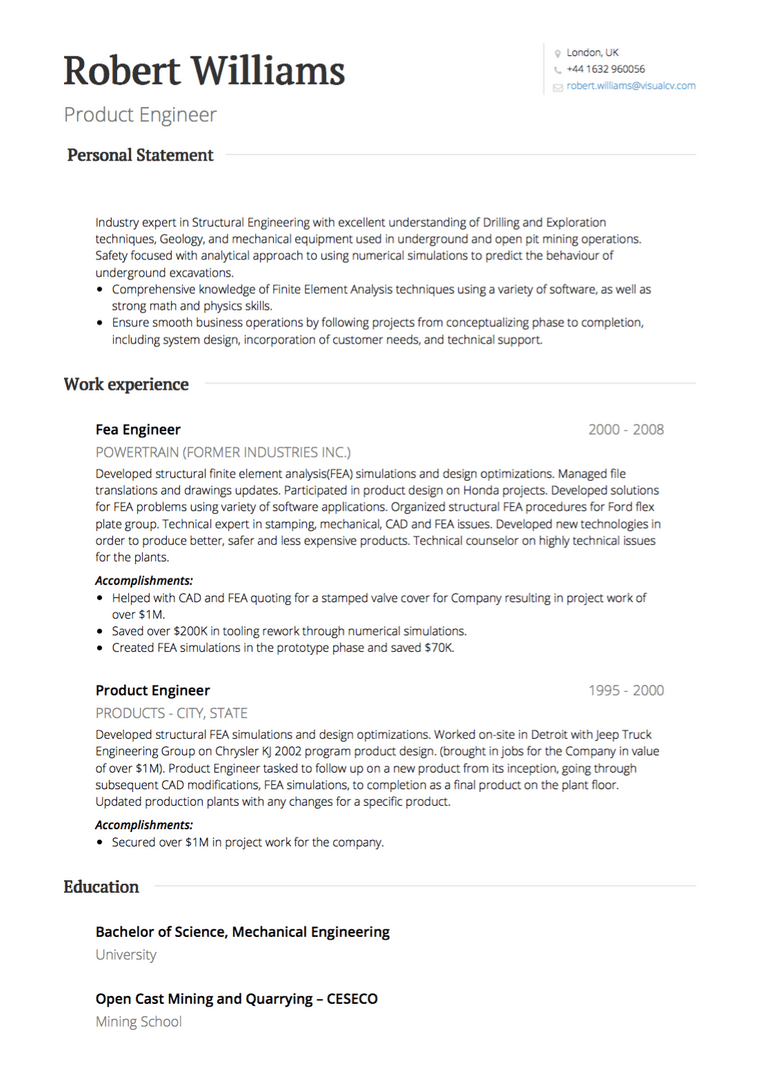 Robert Williams
Product Engineer
London, UK
+44 1632 960056
robert.williams@visualcv.com
Personal Statement
Industry expert in Structural Engineering with excellent understanding of Drilling and Exploration
techniques, Geology, and mechanical equipment used in underground and open pit mining operations.
Safety focused with analytical approach to using numerical simulations to predict the behaviour of
underground excavations.
• Comprehensive knowledge of Finite Element Analysis techniques using a variety of software, as well as
strong math and physics skills.
• Ensure smooth business operations by following projects from conceptualizing phase to completion,
including system design, incorporation of customer needs, and technical support.
Work experience
Fea Engineer 2000 - 2008
POWERTRAIN (FORMER INDUSTRIES INC.)
Developed structural finite element analysis(FEA) simulations and design optimizations. Managed file
translations and drawings updates. Participated in product design on Honda projects. Developed solutions
for FEA problems using variety of software applications. Organized structural FEA procedures for Ford flex
plate group. Technical expert in stamping, mechanical, CAD and FEA issues. Developed new technologies in
order to produce better, safer and less expensive products. Technical counselor on highly technical issues
for the plants.
Accomplishments:
• Helped with CAD and FEA quoting for a stamped valve cover for Company resulting in project work of
over $1M.
• Saved over $200K in tooling rework through numerical simulations.
• Created FEA simulations in the prototype phase and saved $70K.
Product Engineer 1995 - 2000
PRODUCTS - CITY, STATE
Developed structural FEA simulations and design optimizations. Worked on-site in Detroit with Jeep Truck
Engineering Group on Chrysler KJ 2002 program product design. (brought in jobs for the Company in value
of over $1M). Product Engineer tasked to follow up on a new product from its inception, going through
subsequent CAD modifications, FEA simulations, to completion as a final product on the plant floor.
Updated production plants with any changes for a specific product.
Accomplishments:
• Secured over $1M in project work for the company.
Education
Bachelor of Science, Mechanical Engineering
University
Open Cast Mining and Quarrying – CESECO
Mining School